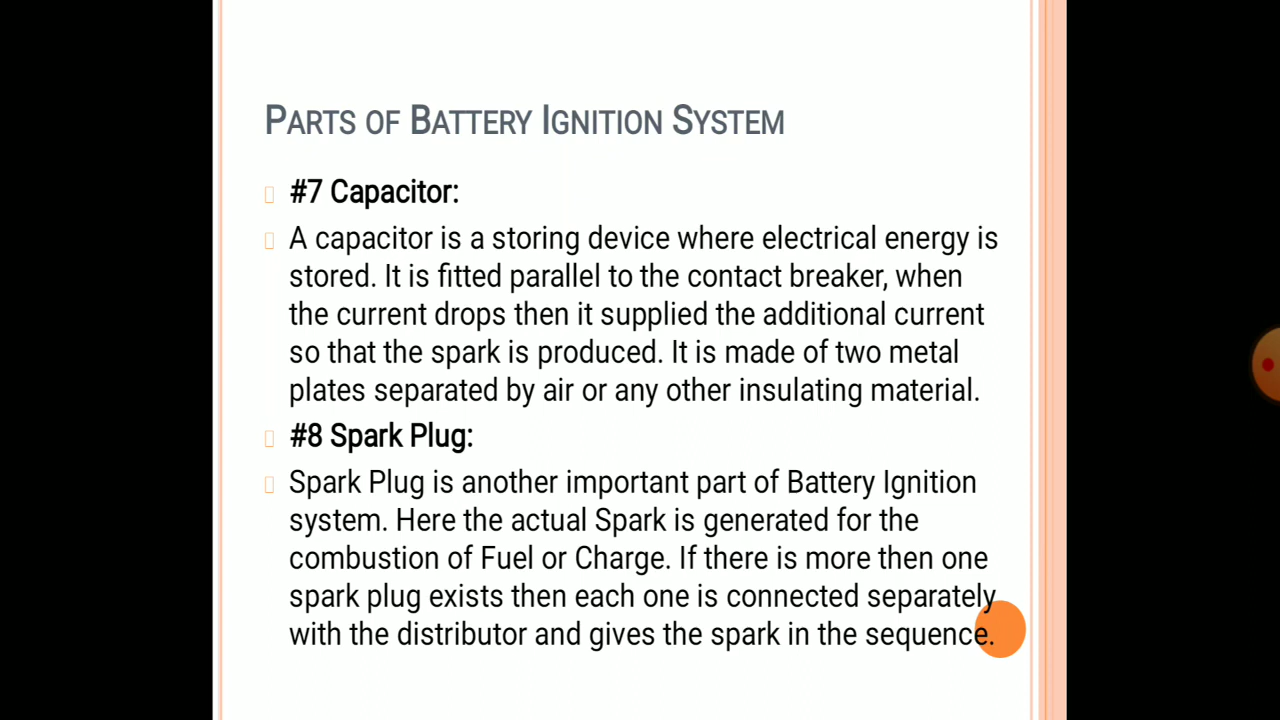 PARTS OF BATTERY IGNITION SYSTEM
#7 Capacitor:
A capacitor is a storing device where electrical energy is
stored. It is fitted parallel to the contact breaker, when
the current drops then it supplied the additional current
so that the spark is produced. It is made of two metal
plates separated by air or any other insulating material.
#8 Spark Plug:
Spark Plug is another important part of Battery Ignition
system. Here the actual Spark is generated for the
combustion of Fuel or Charge. If there is more then one
spark plug exists then each one is connected separately
with the distributor and gives the spark in the sequence.